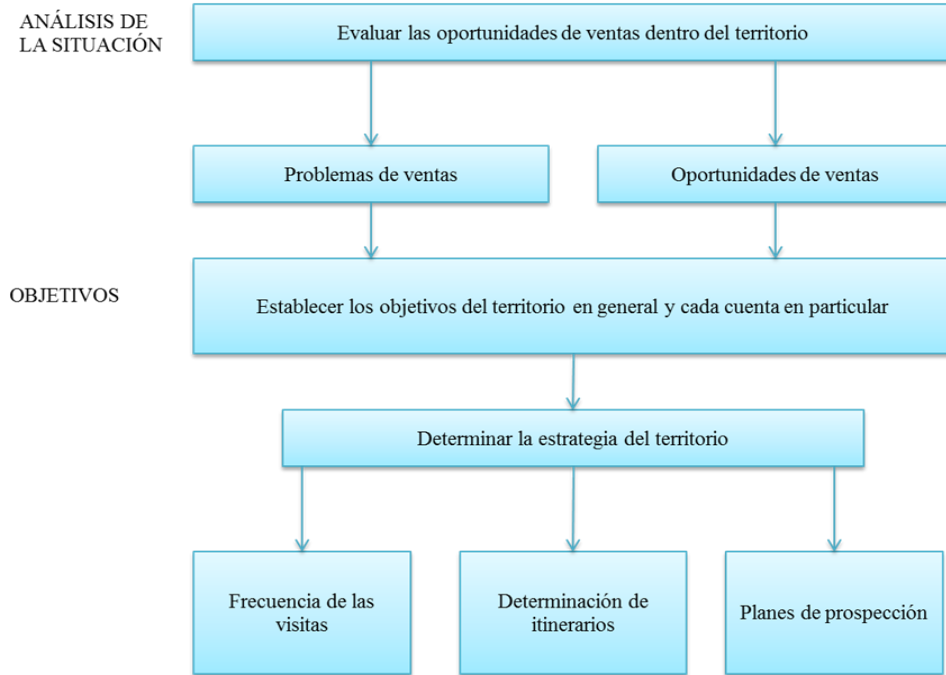 ANÁLISIS DE
LA SITUACIÓN
Evaluar las oportunidades de ventas dentro del territorio
Problemas de ventas
Oportunidades de ventas
OBJETIVOS
Establecer los objetivos del territorio en general y cada cuenta en particular
Determinar la estrategia del territorio
Frecuencia de las
visitas
Determinación de
itinerarios
Planes de prospección